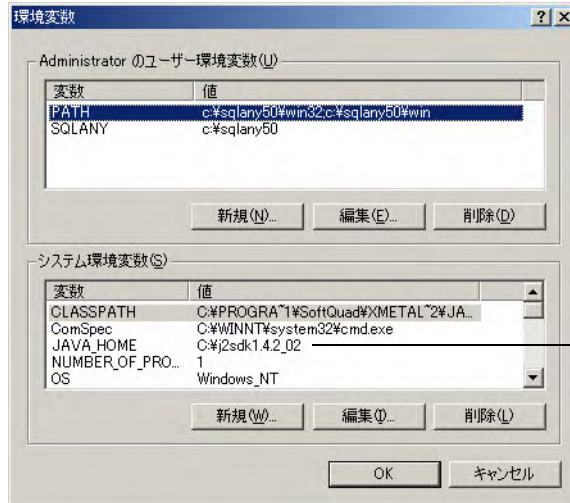 環境変数
Administrator のユーザー環境変数(U)
変数 値
PATH c:¥sqlany50¥win32;c:¥sqlany50¥win
SQLANY c:¥sqlany50
新規(N)... 編集(E)... 削除(D)
システム環境変数(S)
変数 値
CLASSPATH C:¥PROGRA~1¥SoftQuad¥XMETAL~2¥JA...
ComSpec C:¥WINNT¥system32¥cmd.exe
JAVA_HOME C:¥j2sdk1.4.2_02
NUMBER_OF_PRO... 1
OS Windows_NT
新規(W)... 編集(I)... 削除(L)
OK キャンセル